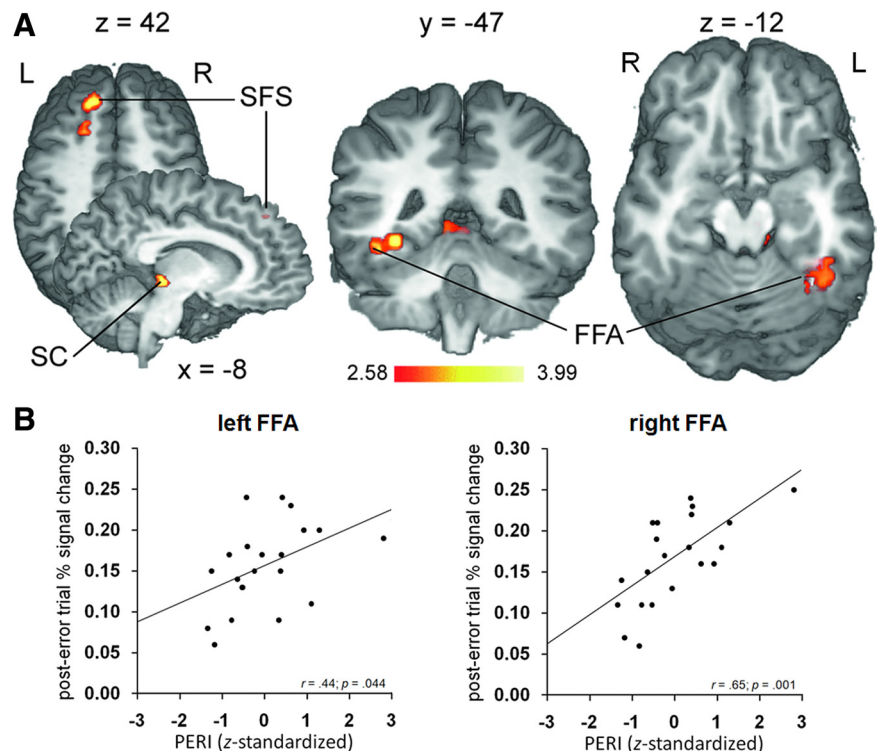 A
z = 42
y = -47
z = -12
L
R
R
L
SFS
SC
FFA
x = -8
2.58
3.99
B
left FFA
right FFA
post-error trial % signal change
0.30
0.25
0.20
0.15
0.10
0.05
0.00
r = .44; p = .044
-3 -2 -1 0 1 2 3
PERI (z-standardized)
post-error trial % signal change
0.30
0.25
0.20
0.15
0.10
0.05
0.00
r = .65; p = .001
-3 -2 -1 0 1 2 3
PERI (z-standardized)